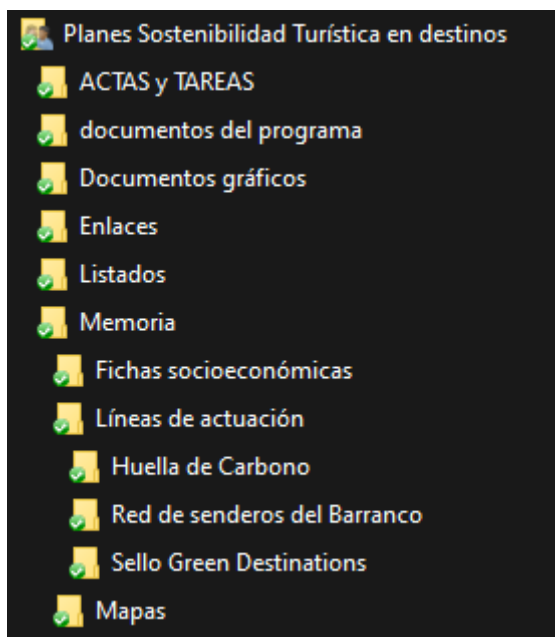 Planes Sostenibilidad Turística en destinos
ACTAS y TAREAS
documentos del programa
Documentos gráficos
Enlaces
Listados
Memoria
Fichas socioeconómicas
Líneas de actuación
Huella de Carbono
Red de senderos del Barranco
Sello Green Destinations
Mapas